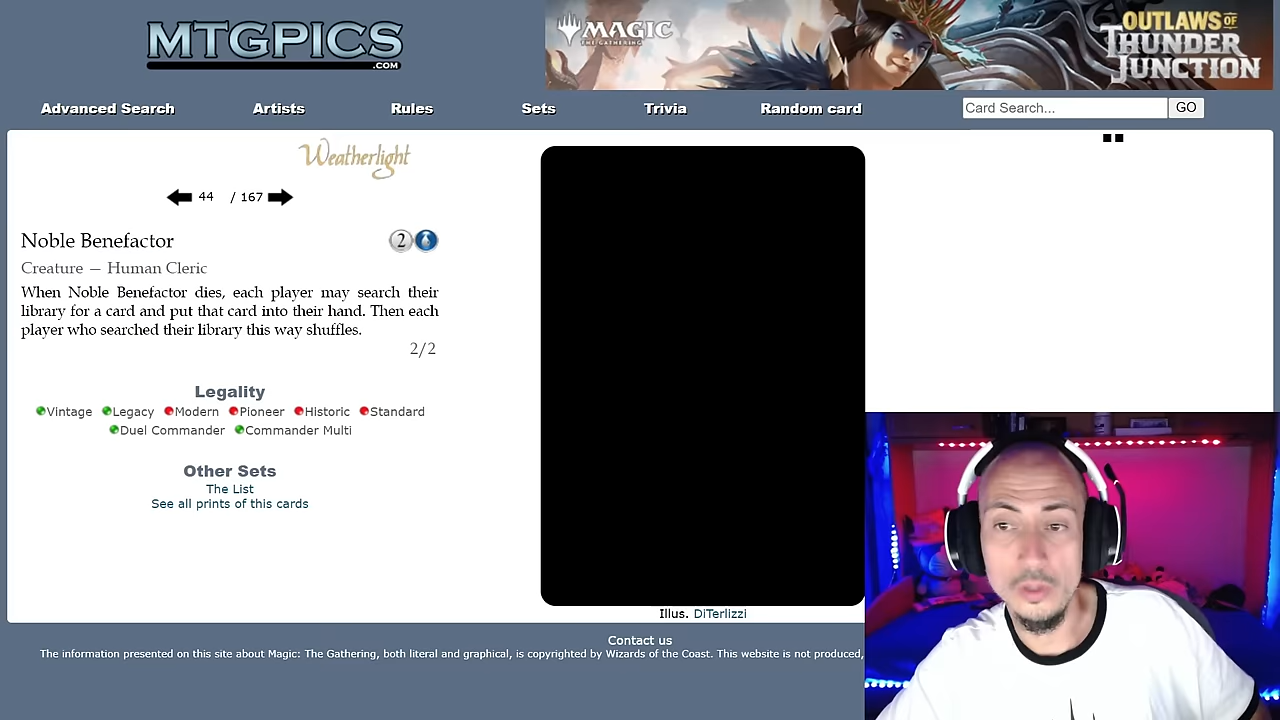 MTGPICS
.COM
MAGIC
THE GATHERING
OUTLAWS OF
THUNDER
JUNCTION
Advanced Search
Artists
Rules
Sets
Trivia
Random card
Card Search...
GO
Weatherlight
44 / 167
Noble Benefactor
2
Creature — Human Cleric
When Noble Benefactor dies, each player may search their
library for a card and put that card into their hand. Then each
player who searched their library this way shuffles.
2/2
Legality
Vintage Legacy Modern Pioneer Historic Standard
Duel Commander Commander Multi
Other Sets
The List
See all prints of this cards
Illus. DiTerlizzi
Contact us
The information presented on this site about Magic: The Gathering, both literal and graphical, is copyrighted by Wizards of the Coast. This website is not produced,